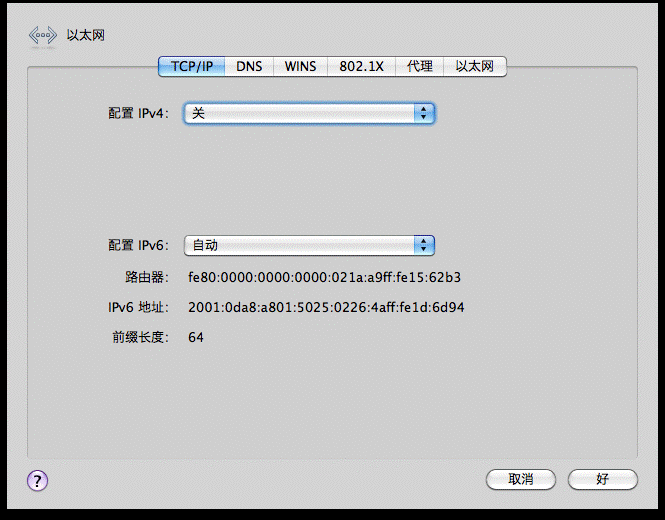 以太网
TCP/IP DNS WINS 802.1X 代理 以太网
配置 IPv4: 关
配置 IPv6: 自动
路由器: fe80:0000:0000:0000:021a:a9ff:fe15:62b3
IPv6 地址: 2001:0da8:a801:5025:0226:4aff:fe1d:6d94
前缀长度: 64
? 取消 好